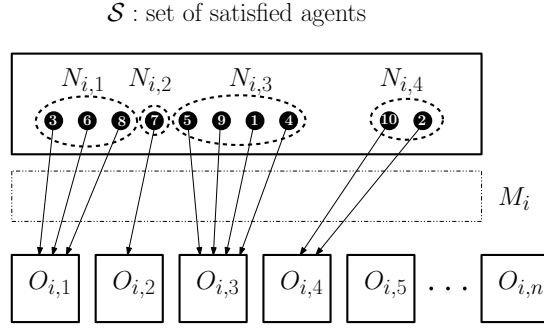 𝒮 : set of satisfied agents
N_{i,1} N_{i,2} N_{i,3} N_{i,4}
3 6 8 7 5 9 1 4 10 2
M_i
O_{i,1} O_{i,2} O_{i,3} O_{i,4} O_{i,5} ... O_{i,n}